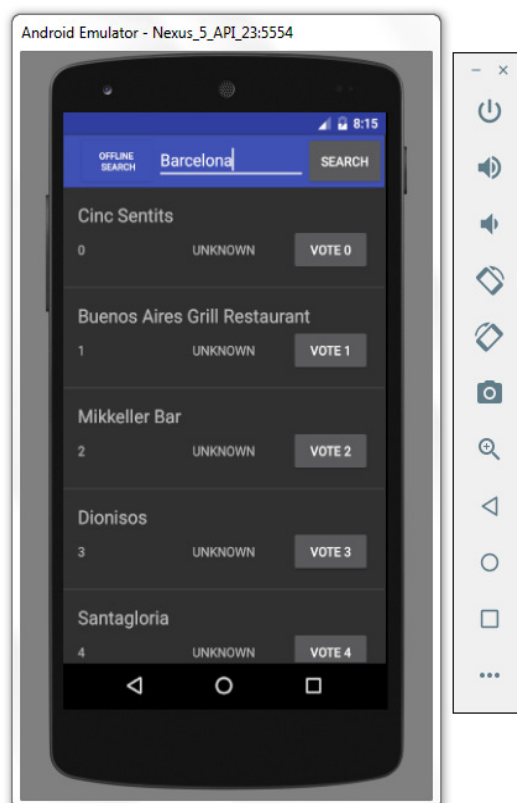 Android Emulator - Nexus_5_API_23:5554
8:15
OFFLINE
SEARCH
Barcelona
SEARCH
Cinc Sentits
0 UNKNOWN VOTE 0
Buenos Aires Grill Restaurant
1 UNKNOWN VOTE 1
Mikkeller Bar
2 UNKNOWN VOTE 2
Dionisos
3 UNKNOWN VOTE 3
Santagloria
4 UNKNOWN VOTE 4